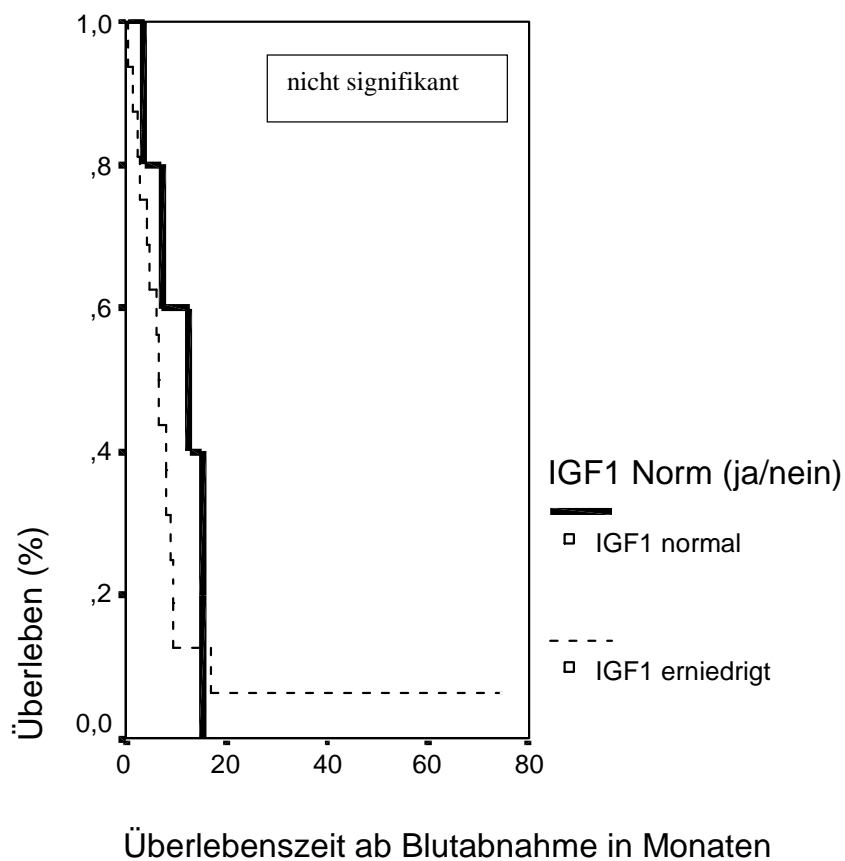 1,0
nicht signifikant
,8
,6
,4
,2
0,0
Überleben (%)
0 20 40 60 80
Überlebenszeit ab Blutabnahme in Monaten
IGF1 Norm (ja/nein)
IGF1 normal
IGF1 erniedrigt